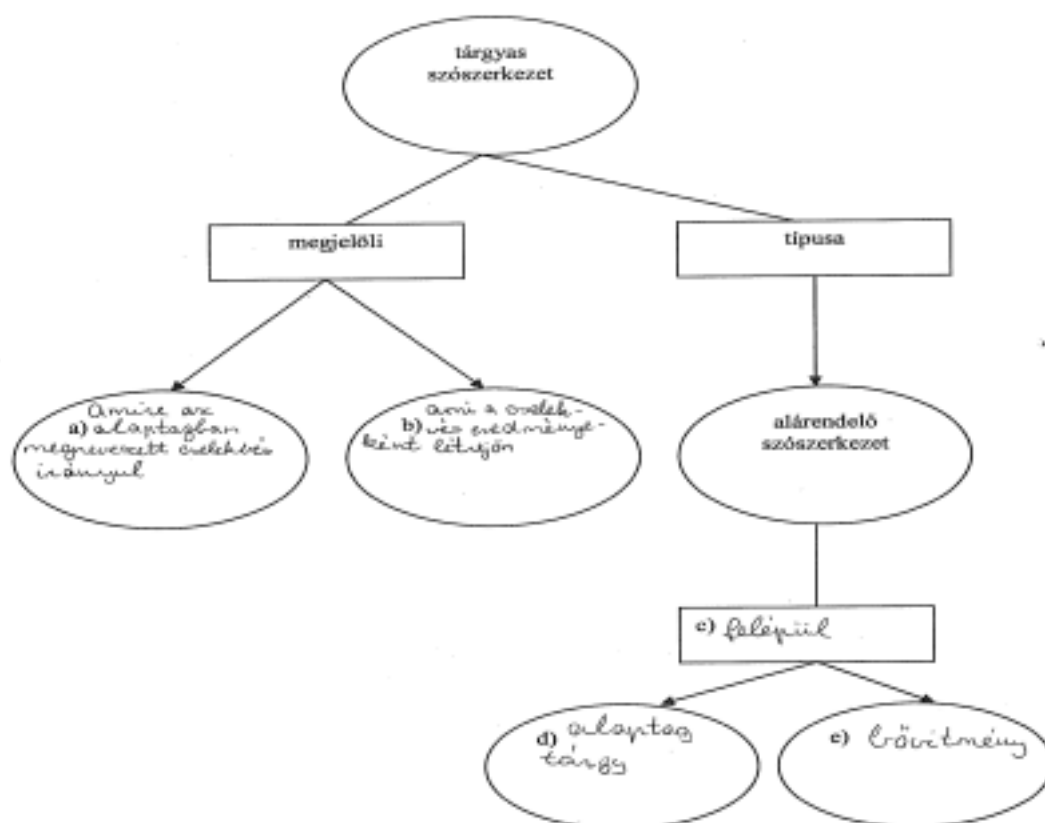 tárgyas
szószerkezet
megjelöli
típusa
Amire az
a) alaptagban
megnevezett cselekvés
irányul
ami a cselek-
b) vés eredménye-
ként létrejön
alárendelő
szószerkezet
c) felépül
d) alaptag
tárgy
e) bővítmény